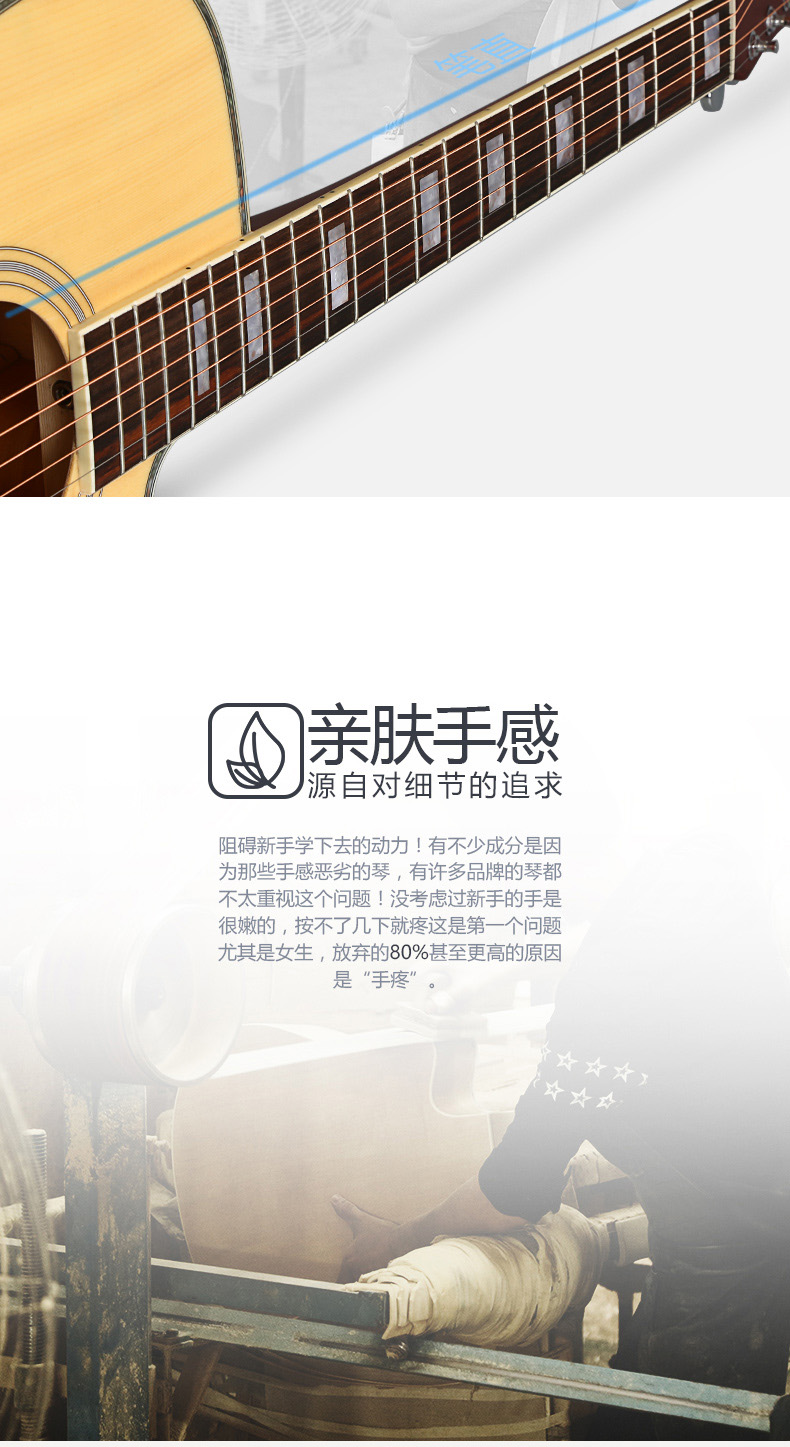 笔直
亲肤手感
源自对细节的追求
阻碍新手学下去的动力！有不少成分是因
为那些手感恶劣的琴，有许多品牌的琴都
不太重视这个问题！没考虑过新手的手是
很嫩的，按不了几下就疼这是第一个问题
尤其是女生，放弃的80%甚至更高的原因
是“手疼”。